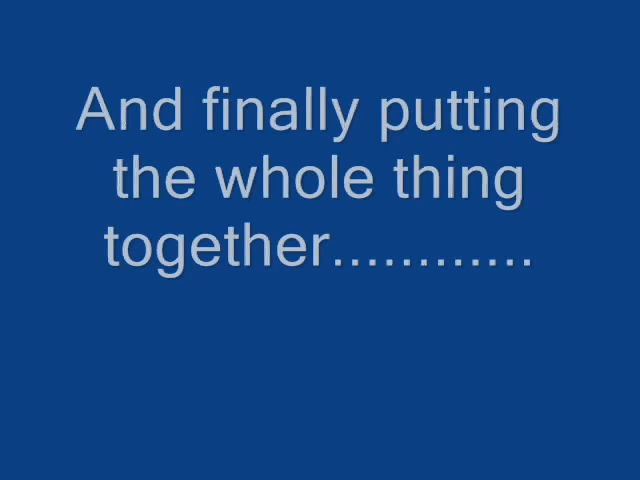 And finally putting
the whole thing
together............